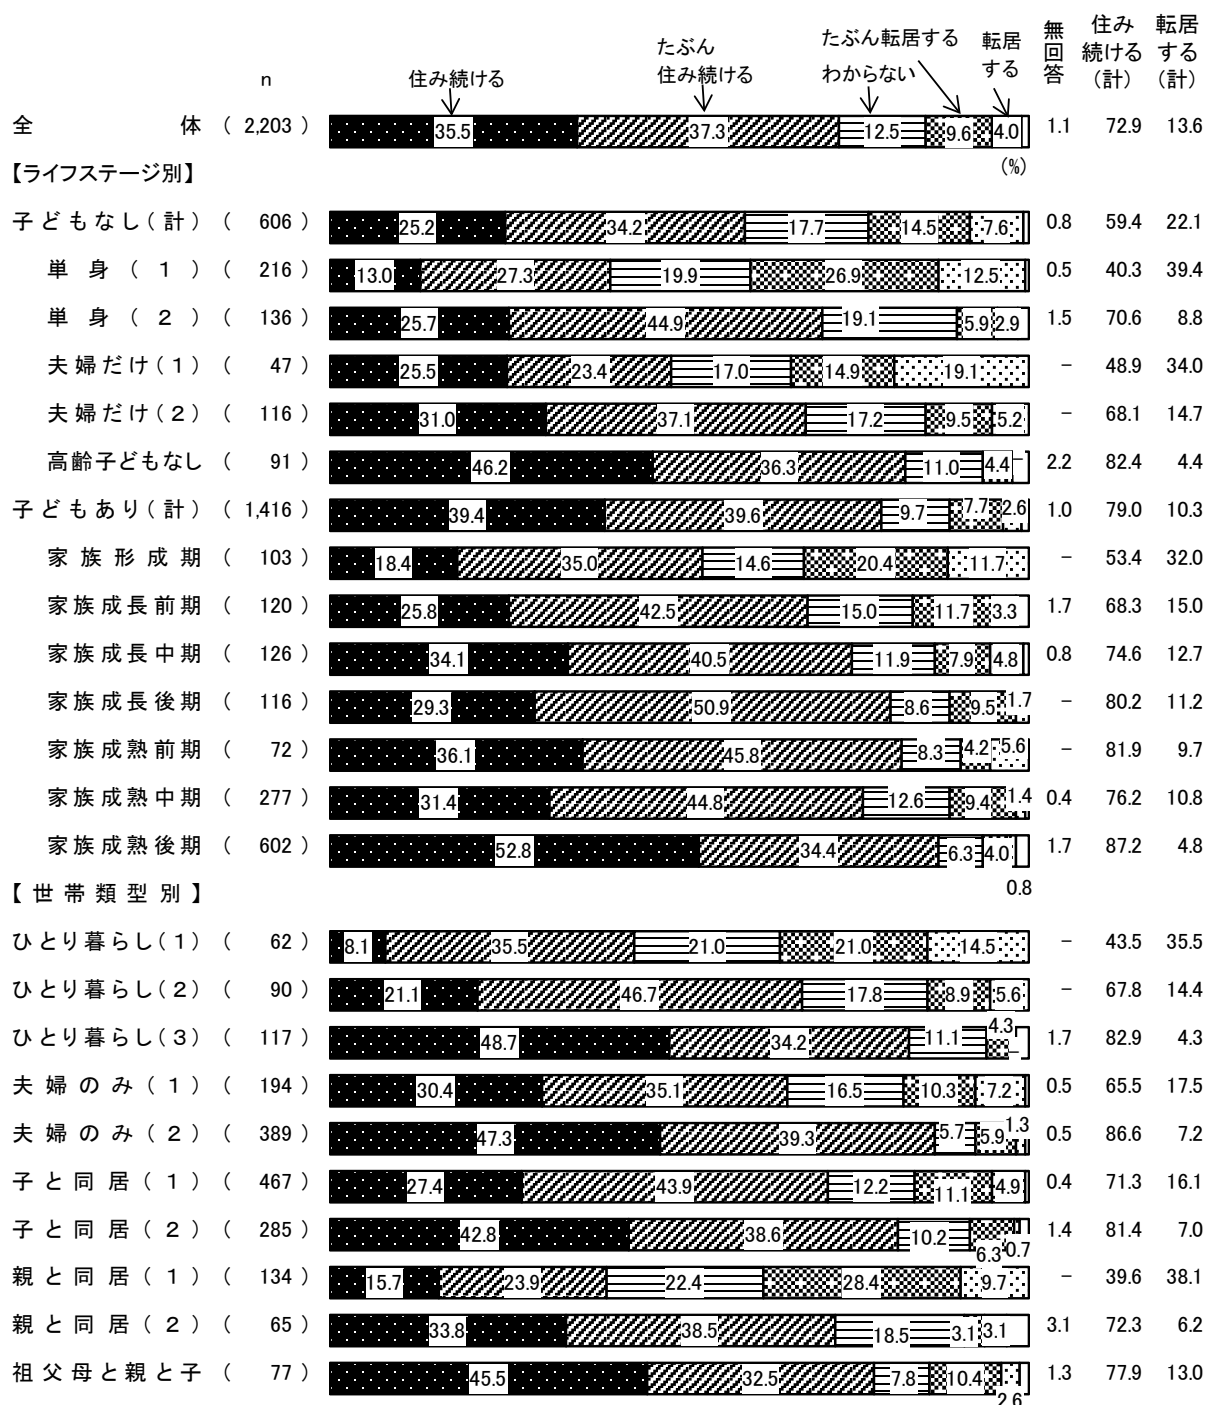 n 住み続ける たぶん住み続ける わからない たぶん転居する 転居する 無回答 住み続ける(計) 転居する(計)
全体 ( 2,203 ) 35.5 37.3 12.5 9.6 4.0 1.1 72.9 13.6
(%)
【ライフステージ別】
子どもなし(計) ( 606 ) 25.2 34.2 17.7 14.5 7.6 0.8 59.4 22.1
単身(1) ( 216 ) 13.0 27.3 19.9 26.9 12.5 0.5 40.3 39.4
単身(2) ( 136 ) 25.7 44.9 19.1 5.9 2.9 1.5 70.6 8.8
夫婦だけ(1) ( 47 ) 25.5 23.4 17.0 14.9 19.1 − 48.9 34.0
夫婦だけ(2) ( 116 ) 31.0 37.1 17.2 9.5 5.2 − 68.1 14.7
高齢子どもなし ( 91 ) 46.2 36.3 11.0 4.4 − 2.2 82.4 4.4
子どもあり(計) ( 1,416 ) 39.4 39.6 9.7 7.7 2.6 1.0 79.0 10.3
家族形成期 ( 103 ) 18.4 35.0 14.6 20.4 11.7 − 53.4 32.0
家族成長前期 ( 120 ) 25.8 42.5 15.0 11.7 3.3 1.7 68.3 15.0
家族成長中期 ( 126 ) 34.1 40.5 11.9 7.9 4.8 0.8 74.6 12.7
家族成長後期 ( 116 ) 29.3 50.9 8.6 9.5 1.7 − 80.2 11.2
家族成熟前期 ( 72 ) 36.1 45.8 8.3 4.2 5.6 − 81.9 9.7
家族成熟中期 ( 277 ) 31.4 44.8 12.6 9.4 1.4 0.4 76.2 10.8
家族成熟後期 ( 602 ) 52.8 34.4 6.3 4.0 0.8 1.7 87.2 4.8
【世帯類型別】
ひとり暮らし(1) ( 62 ) 8.1 35.5 21.0 21.0 14.5 − 43.5 35.5
ひとり暮らし(2) ( 90 ) 21.1 46.7 17.8 8.9 5.6 − 67.8 14.4
ひとり暮らし(3) ( 117 ) 48.7 34.2 11.1 4.3 − 1.7 82.9 4.3
夫婦のみ(1) ( 194 ) 30.4 35.1 16.5 10.3 7.2 0.5 65.5 17.5
夫婦のみ(2) ( 389 ) 47.3 39.3 5.7 5.9 1.3 0.5 86.6 7.2
子と同居(1) ( 467 ) 27.4 43.9 12.2 11.1 4.9 0.4 71.3 16.1
子と同居(2) ( 285 ) 42.8 38.6 10.2 6.3 0.7 1.4 81.4 7.0
親と同居(1) ( 134 ) 15.7 23.9 22.4 28.4 9.7 − 39.6 38.1
親と同居(2) ( 65 ) 33.8 38.5 18.5 3.1 3.1 3.1 72.3 6.2
祖父母と親と子 ( 77 ) 45.5 32.5 7.8 10.4 2.6 1.3 77.9 13.0